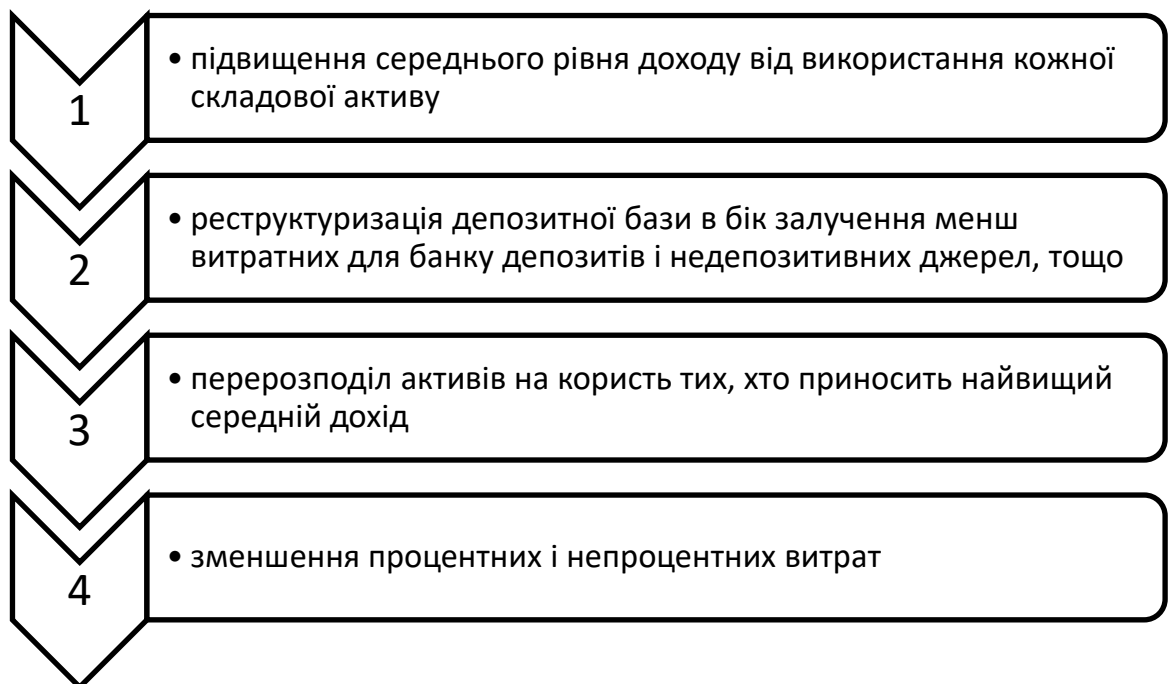 1
• підвищення середнього рівня доходу від використання кожної
складової активу
2
• реструктуризація депозитної бази в бік залучення менш
витратних для банку депозитів і недепозитивних джерел, тощо
3
• перерозподіл активів на користь тих, хто приносить найвищий
середній дохід
4
• зменшення процентних і непроцентних витрат